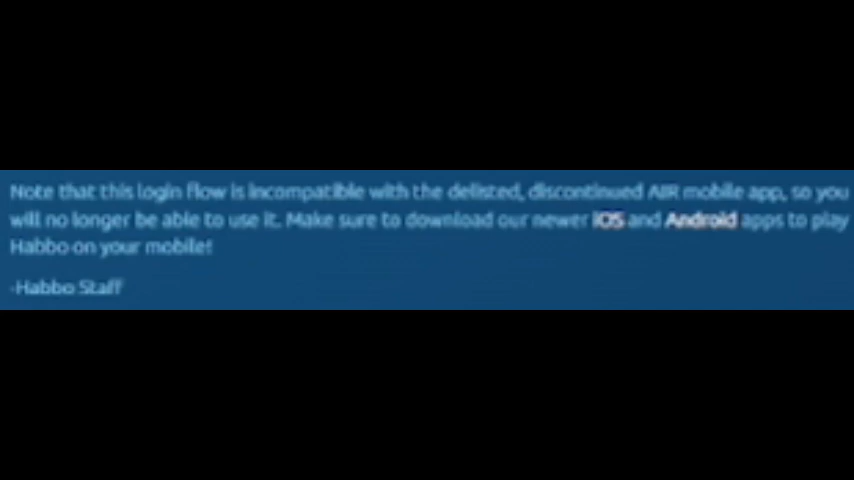 Note that this login flow is incompatible with the delisted, discontinued AIR mobile app, so you
will no longer be able to use it. Make sure to download our newer iOS and Android apps to play
Habbo on your mobile!
-Habbo Staff